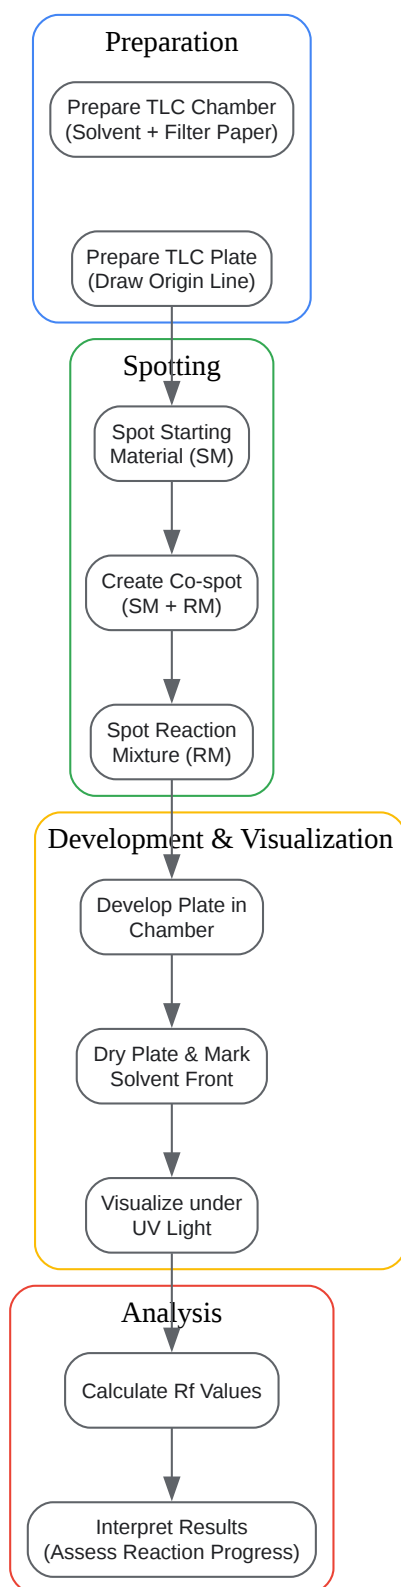 Preparation
Prepare TLC Chamber
(Solvent + Filter Paper)
Prepare TLC Plate
(Draw Origin Line)
Spotting
Spot Starting
Material (SM)
Create Co-spot
(SM + RM)
Spot Reaction
Mixture (RM)
Development & Visualization
Develop Plate in
Chamber
Dry Plate & Mark
Solvent Front
Visualize under
UV Light
Analysis
Calculate Rf Values
Interpret Results
(Assess Reaction Progress)